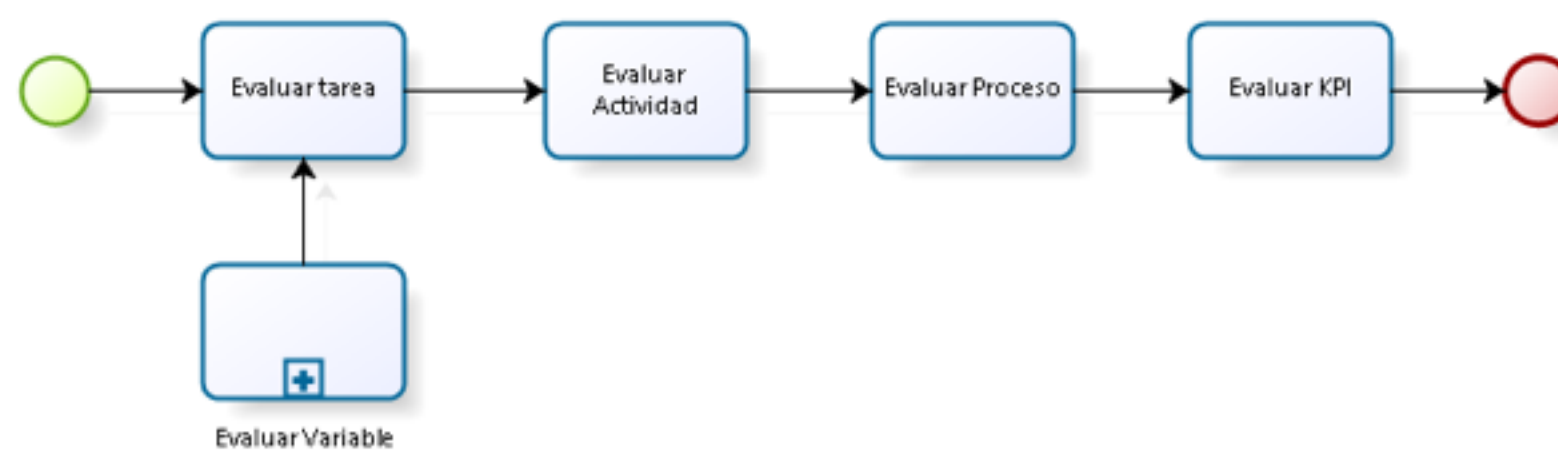 Evaluar tarea
Evaluar
Actividad
Evaluar Proceso
Evaluar KPI
Evaluar Variable